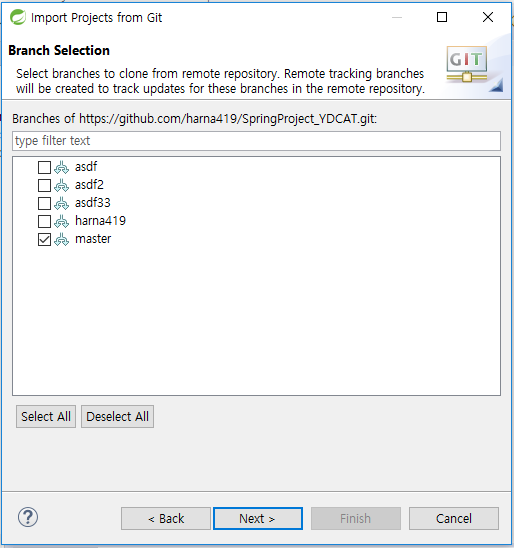 Import Projects from Git
Branch Selection
GIT
Select branches to clone from remote repository. Remote tracking branches
will be created to track updates for these branches in the remote repository.
Branches of https://github.com/harna419/SpringProject_YDCAT.git:
type filter text
asdf
asdf2
asdf33
harna419
master
Select All
Deselect All
?
< Back
Next >
Finish
Cancel